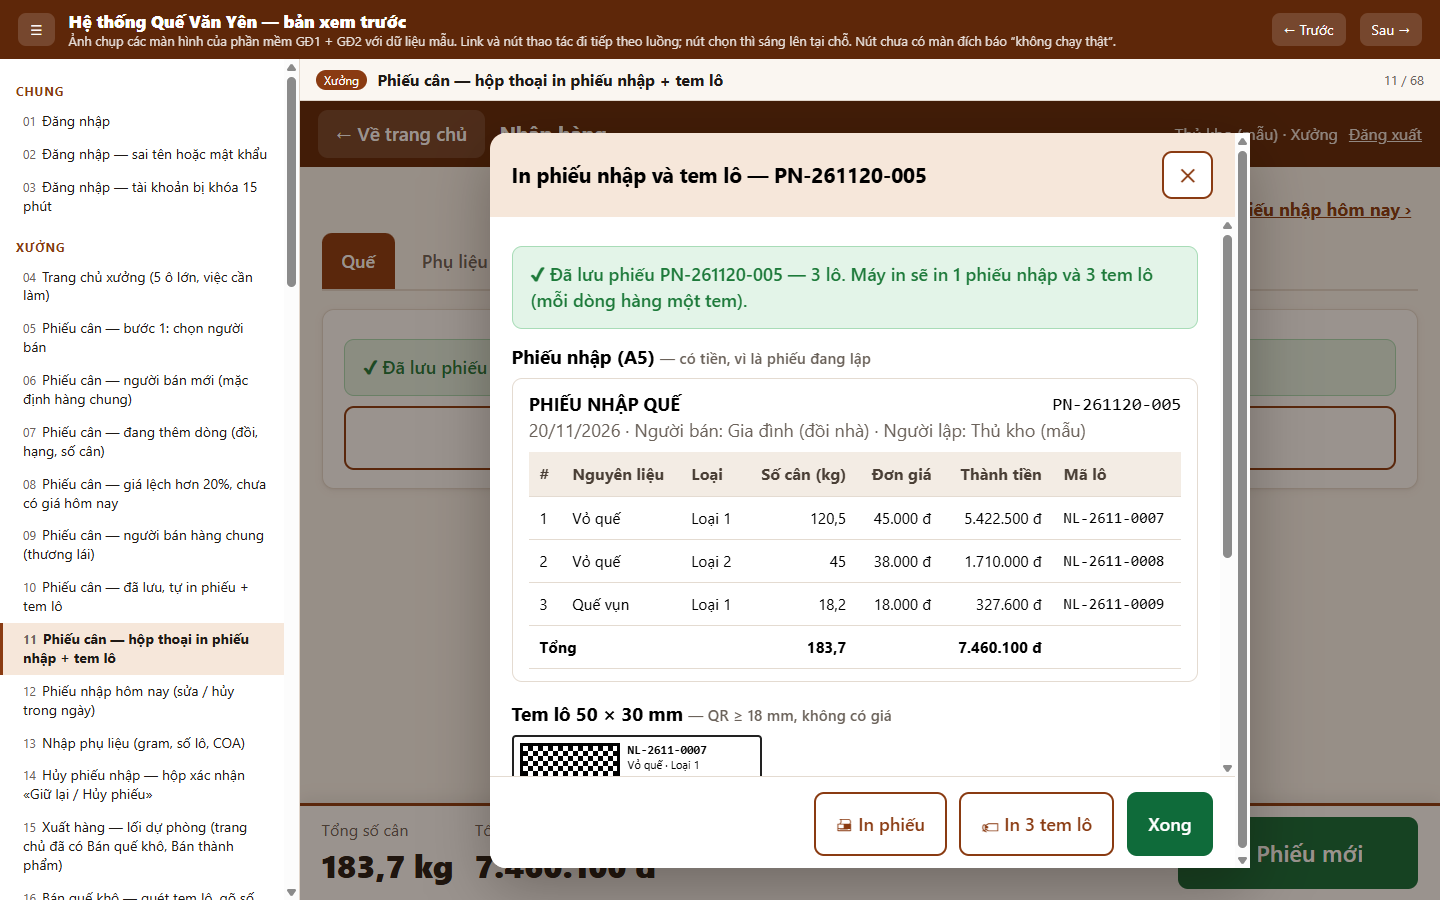 ☰
Hệ thống Quế Văn Yên — bản xem trước
Ảnh chụp các màn hình của phần mềm GĐ1 + GĐ2 với dữ liệu mẫu. Link và nút thao tác đi tiếp theo luồng; nút chọn thì sáng lên tại chỗ. Nút chưa có màn đích báo “không chạy thật”.
← Trước
Sau →
CHUNG
01 Đăng nhập
02 Đăng nhập — sai tên hoặc mật khẩu
03 Đăng nhập — tài khoản bị khóa 15
phút
XƯỞNG
04 Trang chủ xưởng (5 ô lớn, việc cần
làm)
05 Phiếu cân — bước 1: chọn người
bán
06 Phiếu cân — người bán mới (mặc
định hàng chung)
07 Phiếu cân — đang thêm dòng (đồi,
hạng, số cân)
08 Phiếu cân — giá lệch hơn 20%, chưa
có giá hôm nay
09 Phiếu cân — người bán hàng chung
(thương lái)
10 Phiếu cân — đã lưu, tự in phiếu +
tem lô
11 Phiếu cân — hộp thoại in phiếu
nhập + tem lô
12 Phiếu nhập hôm nay (sửa / hủy
trong ngày)
13 Nhập phụ liệu (gram, số lô, COA)
14 Hủy phiếu nhập — hộp xác nhận
«Giữ lại / Hủy phiếu»
15 Xuất hàng — lối dự phòng (trang
chủ đã có Bán quế khô, Bán thành
phẩm)
16 Bán quế khô — quét tem lô, gõ số
Xưởng
Phiếu cân — hộp thoại in phiếu nhập + tem lô
11 / 68
← Về trang chủ
Nhận hàng
Thủ kho (mẫu) · Xưởng
Đăng xuất
iếu nhập hôm nay ›
Quế
Phụ liệu
✔ Đã lưu phiếu
In phiếu nhập và tem lô — PN-261120-005
✕
✔ Đã lưu phiếu PN-261120-005 — 3 lô. Máy in sẽ in 1 phiếu nhập và 3 tem lô
(mỗi dòng hàng một tem).
Phiếu nhập (A5) — có tiền, vì là phiếu đang lập
PHIẾU NHẬP QUẾ
PN-261120-005
20/11/2026 · Người bán: Gia đình (đồi nhà) · Người lập: Thủ kho (mẫu)
# Nguyên liệu Loại Số cân (kg) Đơn giá Thành tiền Mã lô
1 Vỏ quế Loại 1 120,5 45.000 đ 5.422.500 đ NL-2611-0007
2 Vỏ quế Loại 2 45 38.000 đ 1.710.000 đ NL-2611-0008
3 Quế vụn Loại 1 18,2 18.000 đ 327.600 đ NL-2611-0009
Tổng 183,7 7.460.100 đ
Tem lô 50 × 30 mm — QR ≥ 18 mm, không có giá
NL-2611-0007
Vỏ quế · Loại 1
In phiếu
In 3 tem lô
Xong
Tổng số cân
183,7 kg
7.460.100 đ
Phiếu mới